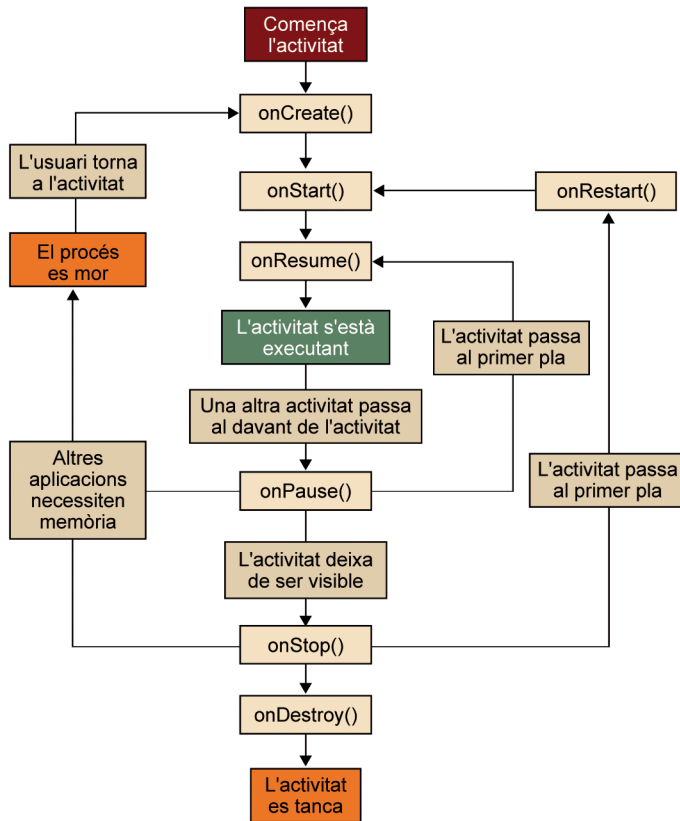 Comença
l'activitat
onCreate()
L'usuari torna
a l'activitat
onStart()
onRestart()
El procés
es mor
onResume()
L'activitat s'està
executant
L'activitat passa
al primer pla
Una altra activitat passa
al davant de l'activitat
Altres
aplicacions
necessiten
memòria
onPause()
L'activitat passa
al primer pla
L'activitat deixa
de ser visible
onStop()
onDestroy()
L'activitat
es tanca